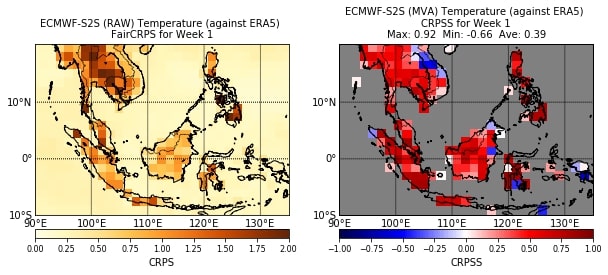 ECMWF-S2S (RAW) Temperature (against ERA5)
FairCRPS for Week 1
10°N
0°
10°S
90°E 100°E 110°E 120°E 130°E
0.00 0.25 0.50 0.75 1.00 1.25 1.50 1.75 2.00
CRPS
ECMWF-S2S (MVA) Temperature (against ERA5)
CRPSS for Week 1
Max: 0.92 Min: -0.66 Ave: 0.39
10°N
0°
10°S
90°E 100°E 110°E 120°E 130°E
−1.00 −0.75 −0.50 −0.25 0.00 0.25 0.50 0.75 1.00
CRPSS